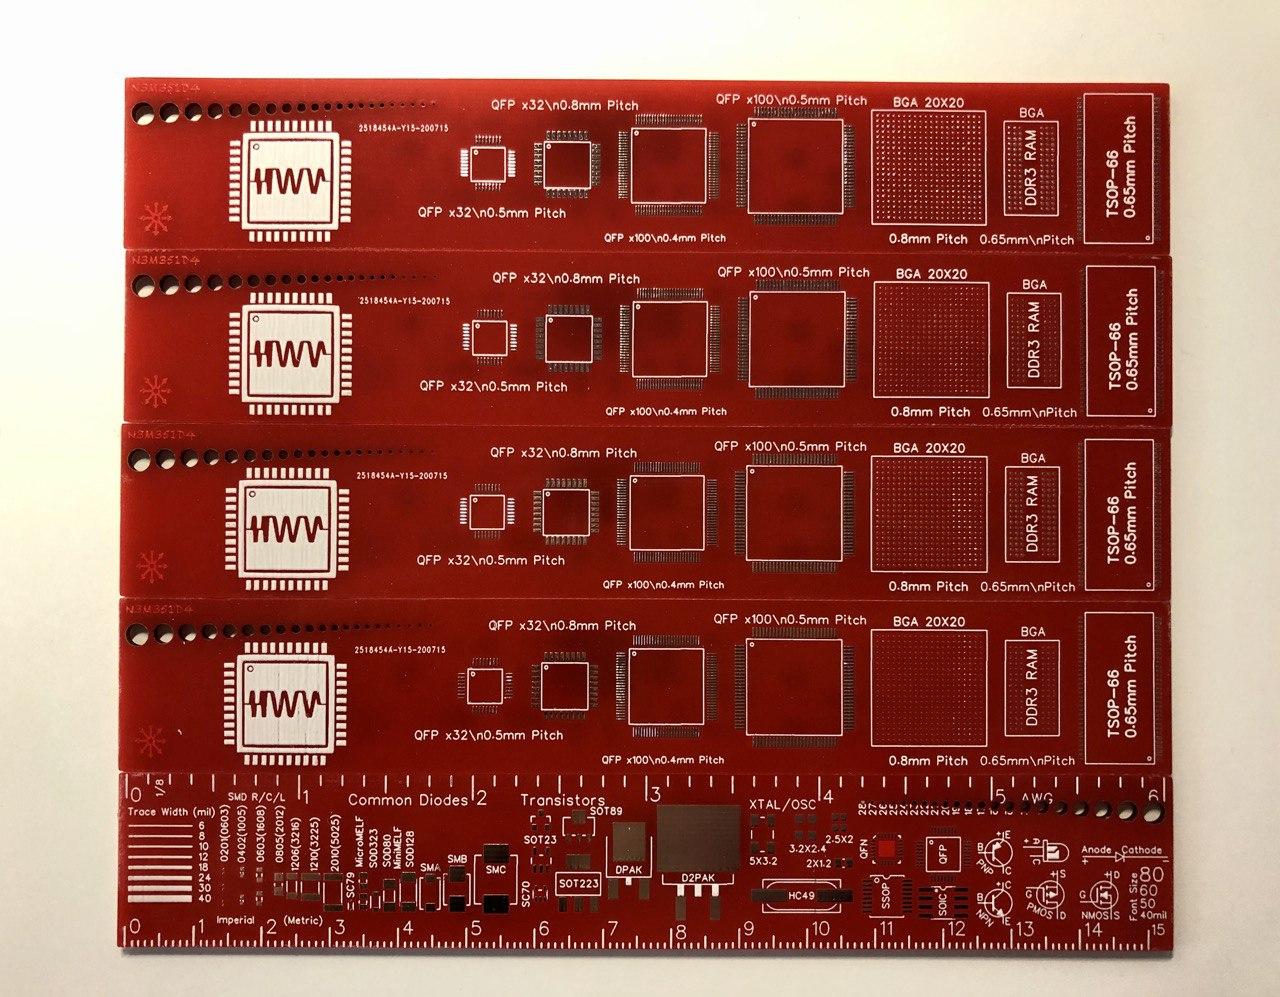 N3M351D4
QFP x32\n0.8mm Pitch
QFP x100\n0.5mm Pitch
BGA 20X20
BGA
2518454A-Y15-200715
HWV
DDR3 RAM
TSOP-66
0.65mm Pitch
QFP x32\n0.5mm Pitch
QFP x100\n0.4mm Pitch
0.8mm Pitch
0.65mm\nPitch
N3M351D4
QFP x32\n0.8mm Pitch
QFP x100\n0.5mm Pitch
BGA 20X20
BGA
2518454A-Y15-200715
HWV
DDR3 RAM
TSOP-66
0.65mm Pitch
QFP x32\n0.5mm Pitch
QFP x100\n0.4mm Pitch
0.8mm Pitch
0.65mm\nPitch
N3M351D4
QFP x32\n0.8mm Pitch
QFP x100\n0.5mm Pitch
BGA 20X20
BGA
2518454A-Y15-200715
HWV
DDR3 RAM
TSOP-66
0.65mm Pitch
QFP x32\n0.5mm Pitch
QFP x100\n0.4mm Pitch
0.8mm Pitch
0.65mm\nPitch
N3M351D4
QFP x32\n0.8mm Pitch
QFP x100\n0.5mm Pitch
BGA 20X20
BGA
2518454A-Y15-200715
HWV
DDR3 RAM
TSOP-66
0.65mm Pitch
QFP x32\n0.5mm Pitch
QFP x100\n0.4mm Pitch
0.8mm Pitch
0.65mm\nPitch
0 1/8 1 2 3 4 5 6
Trace Width (mil)
6
8
10
12
18
24
30
40
SMD R/C/L
0201(0603)
0402(1005)
0603(1608)
0805(2012)
1206(3216)
1210(3225)
2010(5025)
Imperial (Metric)
Common Diodes
SC79
MicroMELF
SOD323
SOD80
MiniMELF
SOD128
SMA
SMB
SMC
Transistors
SOT23
SC70
SOT89
SOT223
DPAK
D2PAK
XTAL/OSC
5X3.2
3.2X2.4
2.5X2
2X1.2
HC49
AWG
QFN
QFP
SSOP
SOIC
B E
PNP C
B C
NPN E
A
G S
PMOS D
G D
NMOS S
Anode Cathode
Font Size
80
60
50
40mil
0 1 2 3 4 5 6 7 8 9 10 11 12 13 14 15